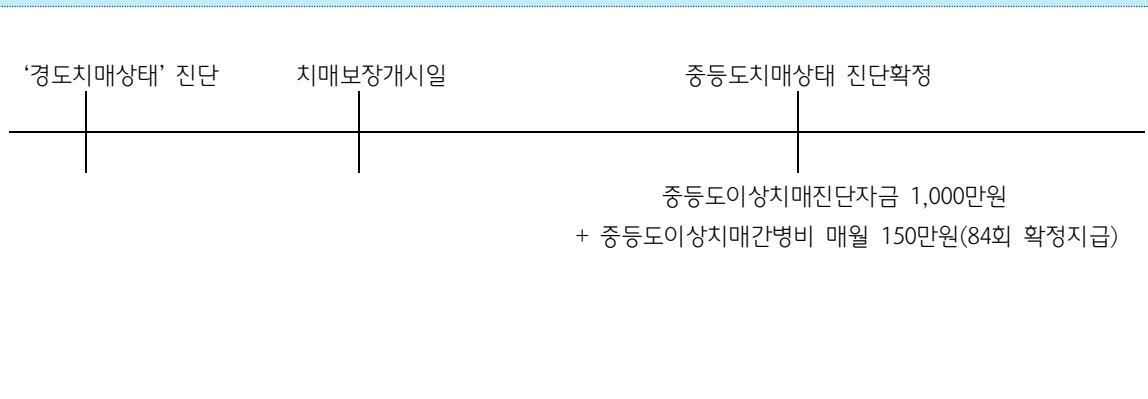 ‘경도치매상태’ 진단
치매보장개시일
중등도치매상태 진단확정
중등도이상치매진단자금 1,000만원
+ 중등도이상치매간병비 매월 150만원(84회 확정지급)